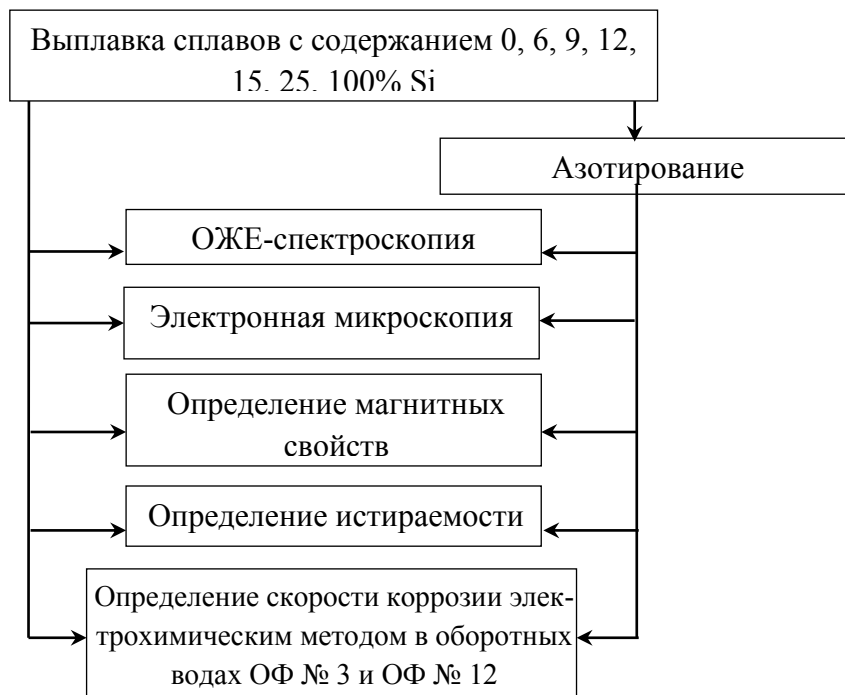 Выплавка сплавов с содержанием 0, 6, 9, 12,
15, 25, 100% Si
Азотирование
ОЖЕ-спектроскопия
Электронная микроскопия
Определение магнитных
свойств
Определение истираемости
Определение скорости коррозии элек-
трохимическим методом в оборотных
водах ОФ № 3 и ОФ № 12